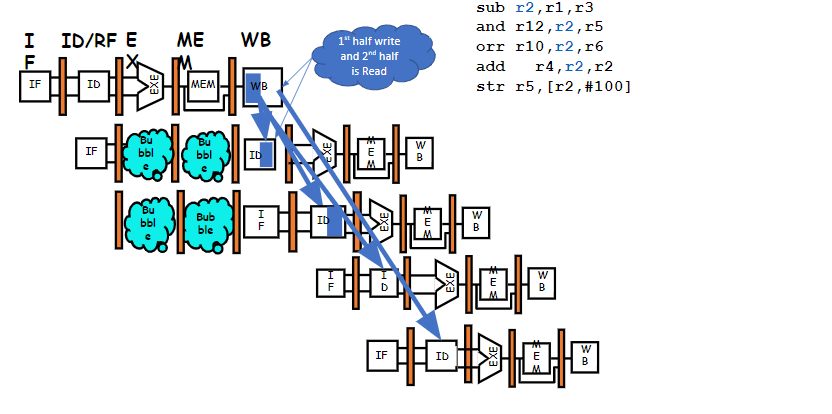 sub r2,r1,r3
and r12,r2,r5
orr r10,r2,r6
add r4,r2,r2
str r5,[r2,#100]
I
F
ID/RF
E
X
ME
M
WB
1st half write
and 2nd half
is Read
IF
ID
EXE
MEM
WB
IF
Bu
bbl
e
Bu
bbl
e
ID
EXE
M
E
M
W
B
Bu
bbl
e
Bub
ble
I
F
ID
EXE
M
E
M
W
B
I
F
I
D
EXE
M
E
M
W
B
IF
ID
EXE
M
E
M
W
B